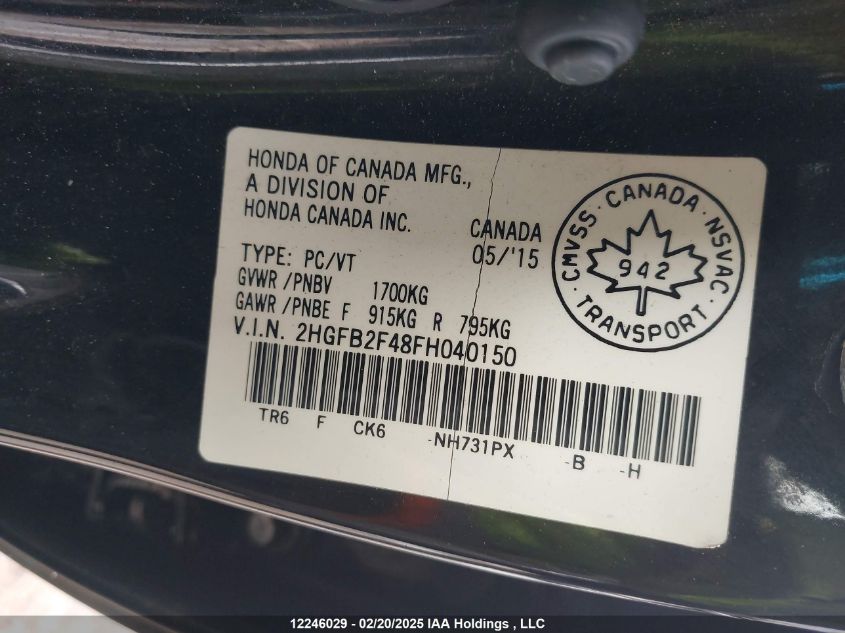 HONDA OF CANADA MFG.,
A DIVISION OF
HONDA CANADA INC.
CANADA
05/'15
TYPE: PC/VT
GVWR/PNBV 1700KG
GAWR/PNBE F 915KG R 795KG
V.I.N. 2HGFB2F48FH040150
TR6 F CK6 -NH731PX -B -H
CMVSS · CANADA · NSVAC
942
TRANSPORT
12246029 - 02/20/2025 IAA Holdings , LLC